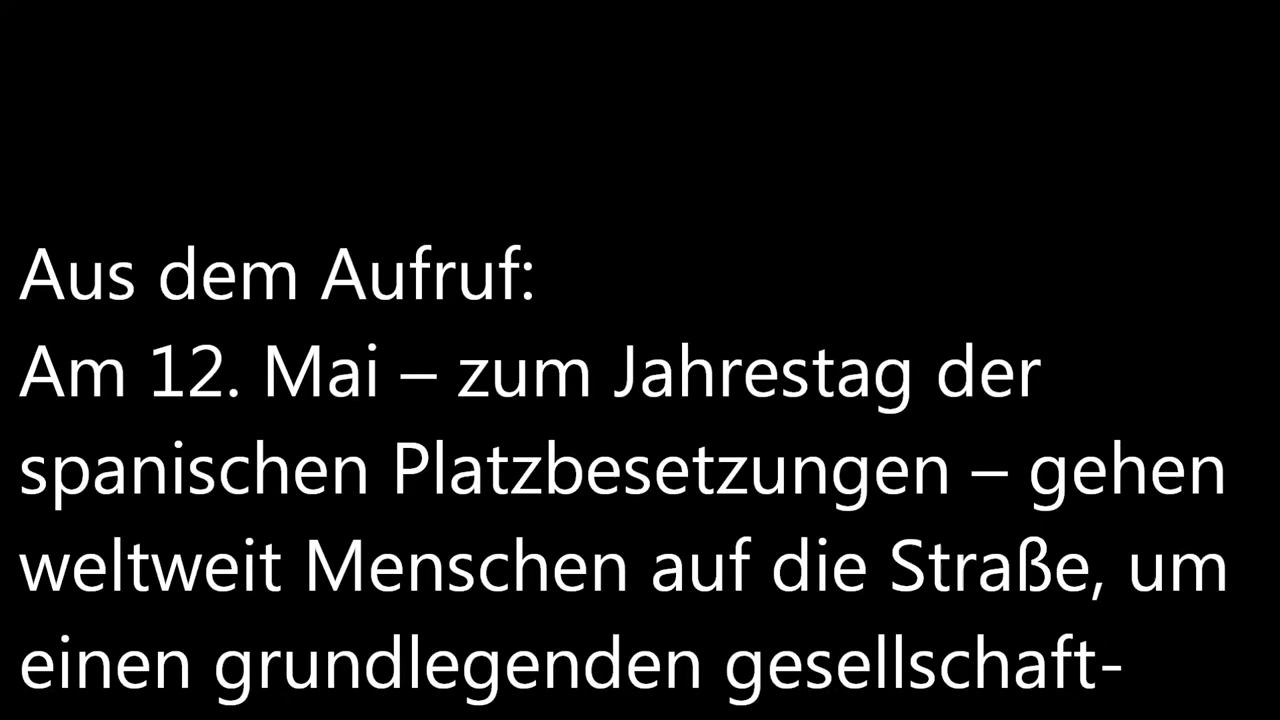 Aus dem Aufruf:
Am 12. Mai – zum Jahrestag der
spanischen Platzbesetzungen – gehen
weltweit Menschen auf die Straße, um
einen grundlegenden gesellschaft-